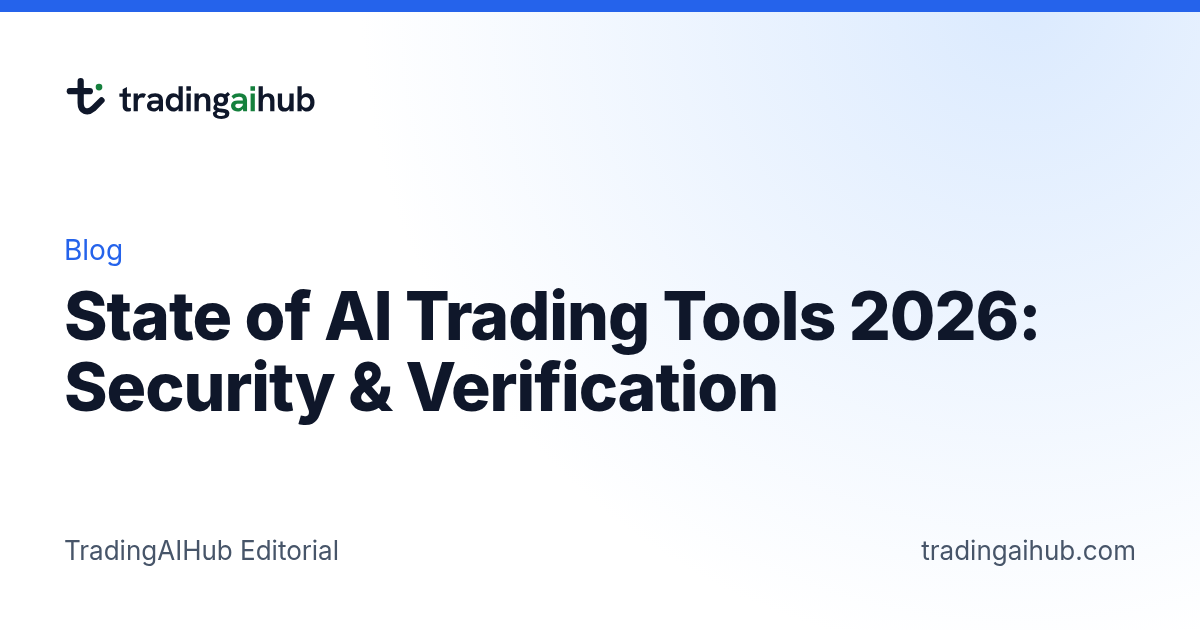 tradingaihub
Blog
State of AI Trading Tools 2026:
Security & Verification
TradingAIHub Editorial
tradingaihub.com